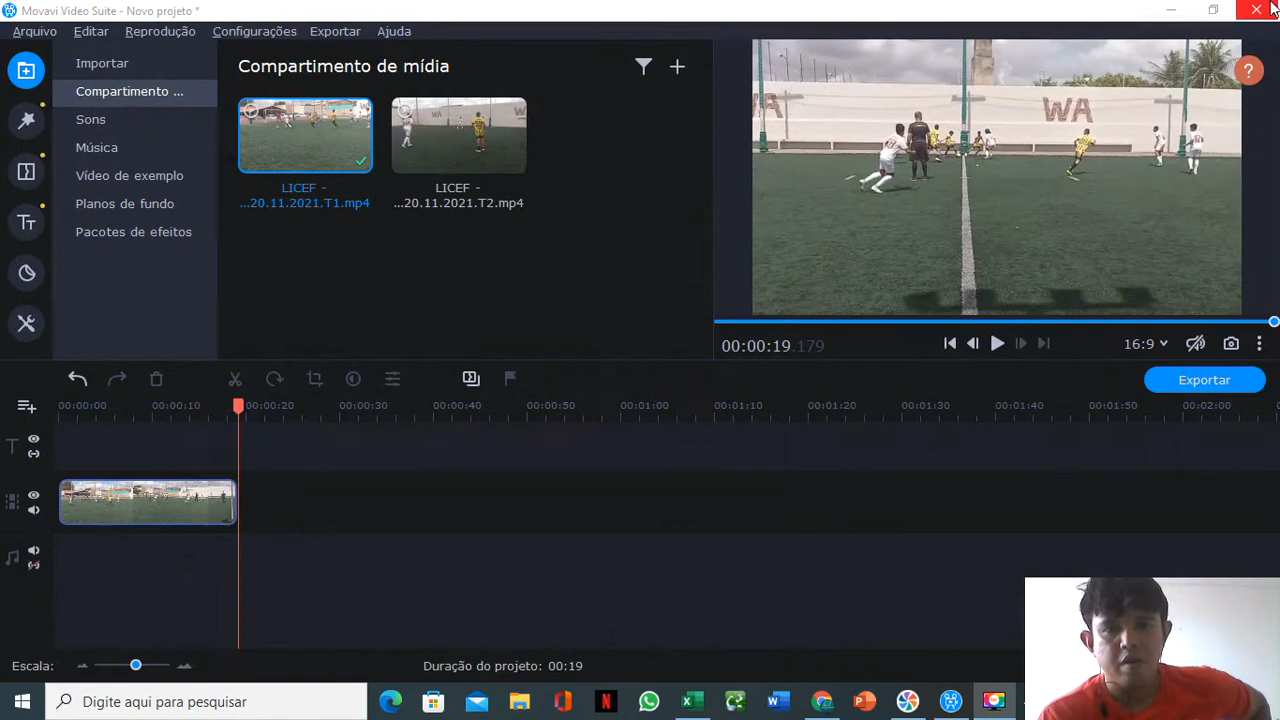 Movavi Video Suite - Novo projeto *
Arquivo Editar Reprodução Configurações Exportar Ajuda
Importar
Compartimento ...
Sons
Música
Vídeo de exemplo
Planos de fundo
Pacotes de efeitos
Compartimento de mídia
LICEF -
...20.11.2021.T1.mp4
LICEF -
...20.11.2021.T2.mp4
WA
WA
?
00:00:19.179
16:9
Exportar
00:00:00 00:00:10 00:00:20 00:00:30 00:00:40 00:00:50 00:01:00 00:01:10 00:01:20 00:01:30 00:01:40 00:01:50 00:02:00
Escala:
Duração do projeto: 00:19
Digite aqui para pesquisar